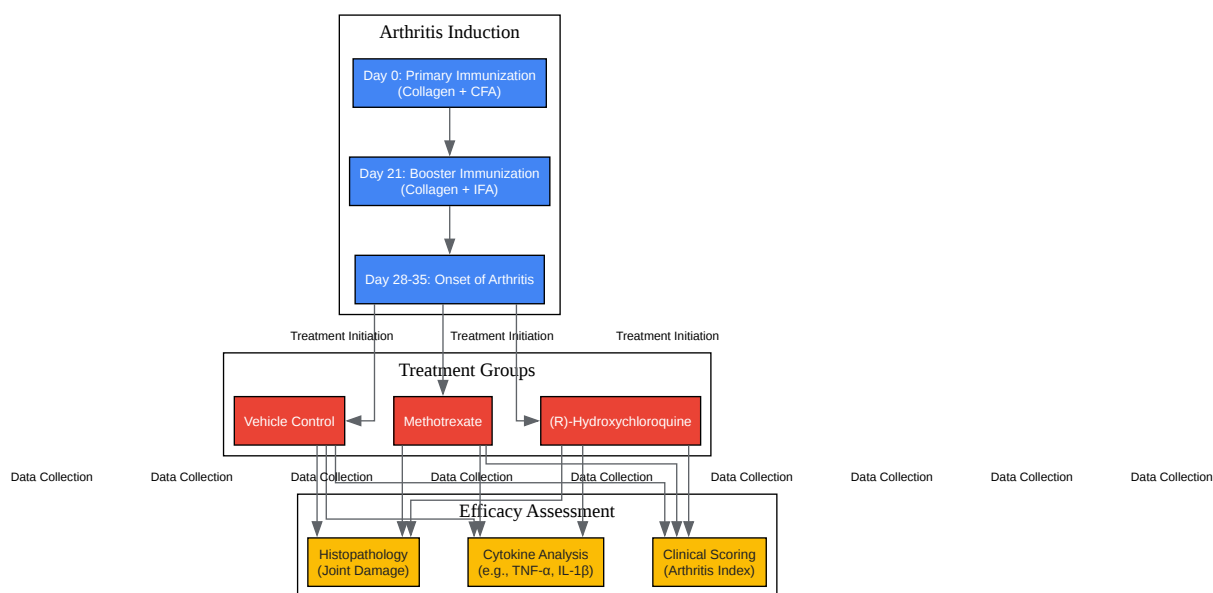 Arthritis Induction
Day 0: Primary Immunization
(Collagen + CFA)
Day 21: Booster Immunization
(Collagen + IFA)
Day 28-35: Onset of Arthritis
Treatment Initiation
Treatment Initiation
Treatment Initiation
Treatment Groups
Vehicle Control
Methotrexate
(R)-Hydroxychloroquine
Data Collection
Data Collection
Data Collection
Data Collection
Data Collection
Data Collection
Data Collection
Data Collection
Data Collection
Efficacy Assessment
Histopathology
(Joint Damage)
Cytokine Analysis
(e.g., TNF-α, IL-1β)
Clinical Scoring
(Arthritis Index)